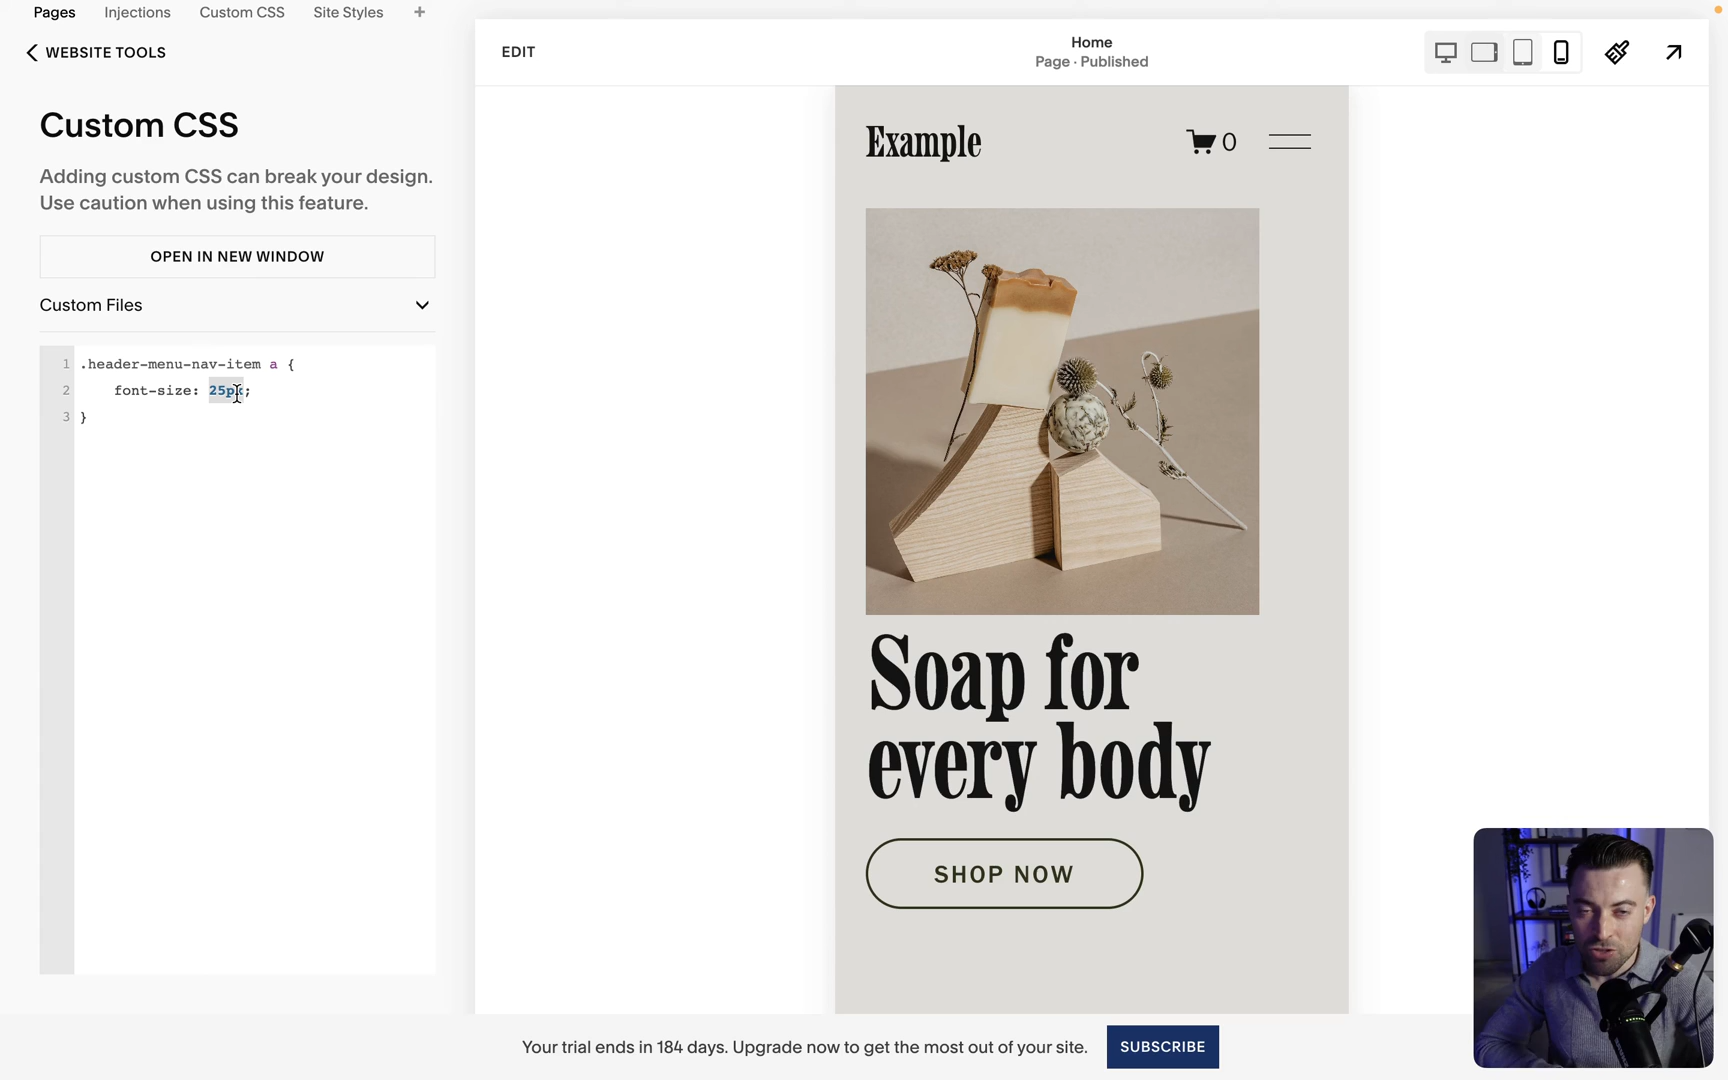 Pages Injections Custom CSS Site Styles +
WEBSITE TOOLS
Custom CSS
Adding custom CSS can break your design.
Use caution when using this feature.
OPEN IN NEW WINDOW
Custom Files
1 .header-menu-nav-item a {
2 font-size: 25px;
3 }
EDIT
Home
Page · Published
Example
0
Soap for
every body
SHOP NOW
Your trial ends in 184 days. Upgrade now to get the most out of your site.
SUBSCRIBE